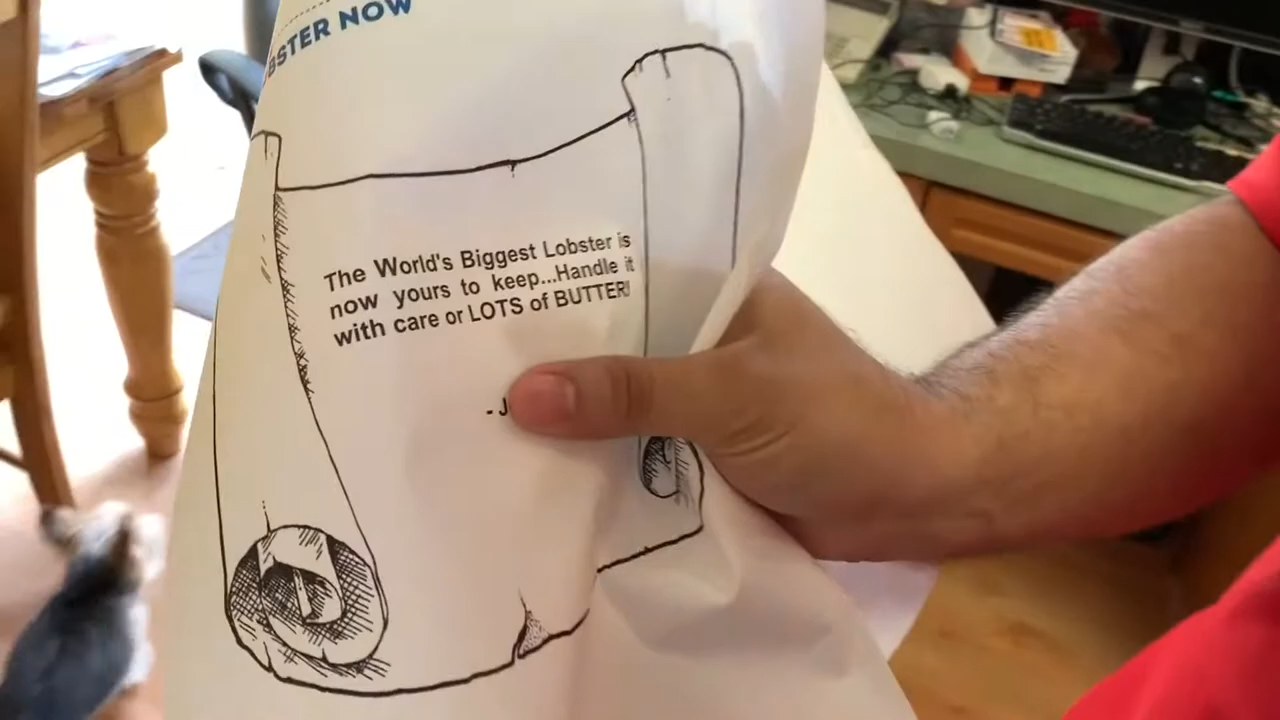 BSTER NOW
The World's Biggest Lobster is
now yours to keep...Handle it
with care or LOTS of BUTTER!
- J